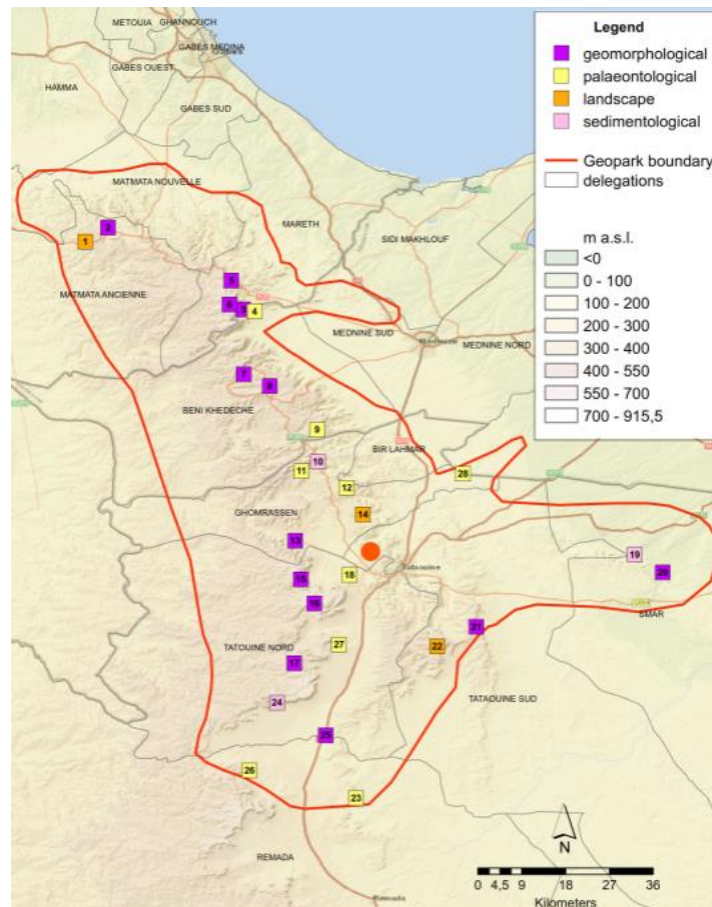 METOUIA
GHANNOUCH
GABES MEDINA
GABES OUEST
HAMMA
GABES SUD
MATMATA NOUVELLE
MARETH
SIDI MAKHLOUF
2
1
MATMATA ANCIENNE
5
6
3
4
MEDNINE SUD
MEDNINE NORD
7
8
BENI KHEDECHE
9
BIR LAHMAR
10
11
28
12
GHOMRASSEN
14
13
19
18
20
15
16
SMAR
21
27
22
TATOUINE NORD
17
TATAOUINE SUD
24
25
26
23
REMADA
Remada
Legend
geomorphological
palaeontological
landscape
sedimentological
Geopark boundary
delegations
m a.s.l.
<0
0 - 100
100 - 200
200 - 300
300 - 400
400 - 550
550 - 700
700 - 915,5
N
0 4,5 9 18 27 36
Kilometers